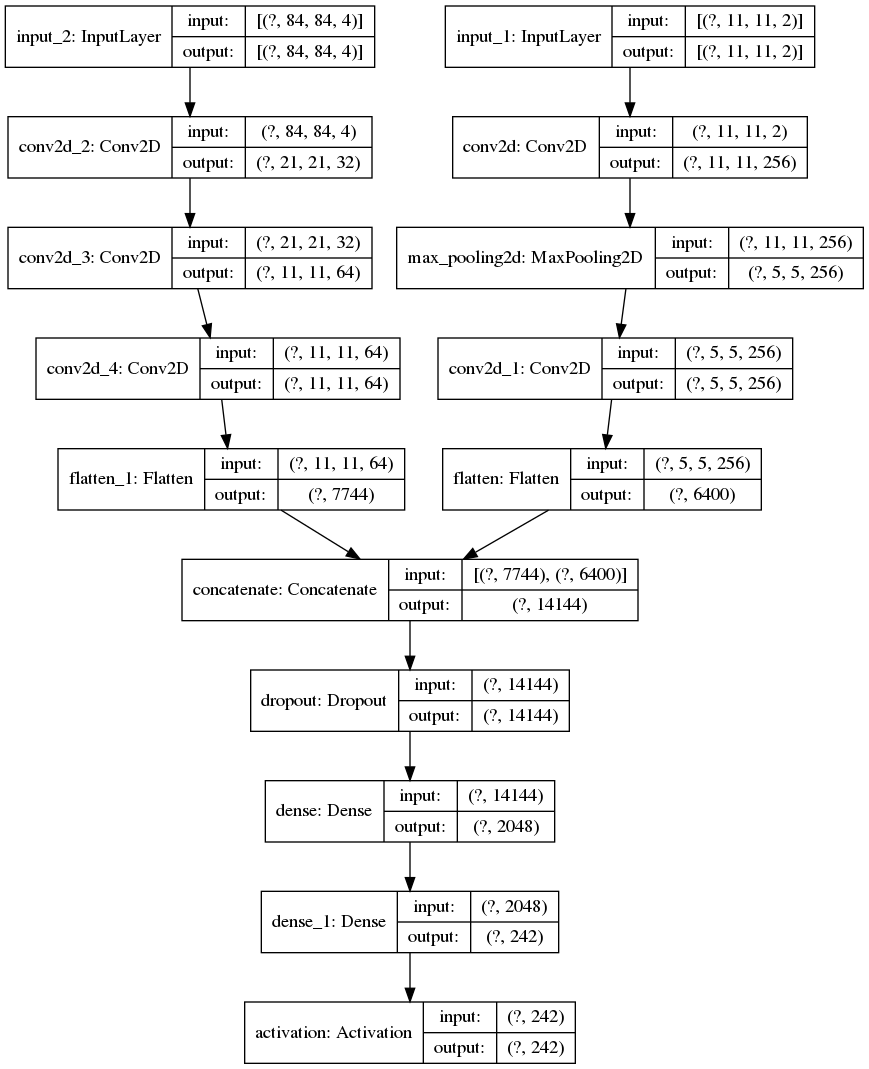 input_2: InputLayer
input:
[(?, 84, 84, 4)]
output:
[(?, 84, 84, 4)]
input_1: InputLayer
input:
[(?, 11, 11, 2)]
output:
[(?, 11, 11, 2)]
conv2d_2: Conv2D
input:
(?, 84, 84, 4)
output:
(?, 21, 21, 32)
conv2d: Conv2D
input:
(?, 11, 11, 2)
output:
(?, 11, 11, 256)
conv2d_3: Conv2D
input:
(?, 21, 21, 32)
output:
(?, 11, 11, 64)
max_pooling2d: MaxPooling2D
input:
(?, 11, 11, 256)
output:
(?, 5, 5, 256)
conv2d_4: Conv2D
input:
(?, 11, 11, 64)
output:
(?, 11, 11, 64)
conv2d_1: Conv2D
input:
(?, 5, 5, 256)
output:
(?, 5, 5, 256)
flatten_1: Flatten
input:
(?, 11, 11, 64)
output:
(?, 7744)
flatten: Flatten
input:
(?, 5, 5, 256)
output:
(?, 6400)
concatenate: Concatenate
input:
[(?, 7744), (?, 6400)]
output:
(?, 14144)
dropout: Dropout
input:
(?, 14144)
output:
(?, 14144)
dense: Dense
input:
(?, 14144)
output:
(?, 2048)
dense_1: Dense
input:
(?, 2048)
output:
(?, 242)
activation: Activation
input:
(?, 242)
output:
(?, 242)